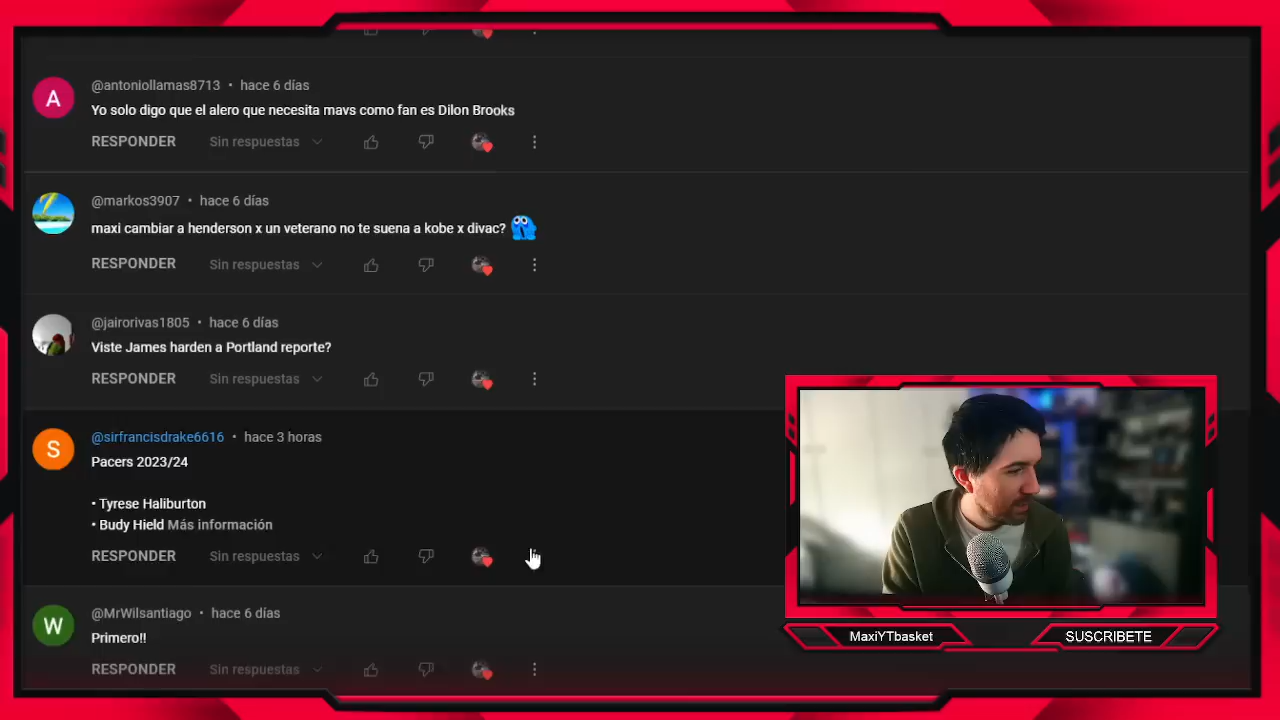 @antoniollamas8713 • hace 6 días
Yo solo digo que el alero que necesita mavs como fan es Dilon Brooks
RESPONDER Sin respuestas
@markos3907 • hace 6 días
maxi cambiar a henderson x un veterano no te suena a kobe x divac?
RESPONDER Sin respuestas
@jairorivas1805 • hace 6 días
Viste James harden a Portland reporte?
RESPONDER Sin respuestas
S
@sirfrancisdrake6616 • hace 3 horas
Pacers 2023/24
• Tyrese Haliburton
• Budy Hield Más información
RESPONDER Sin respuestas
W
@MrWilsantiago • hace 6 días
Primero!!
RESPONDER Sin respuestas
A
MaxiYTbasket
SUSCRIBETE